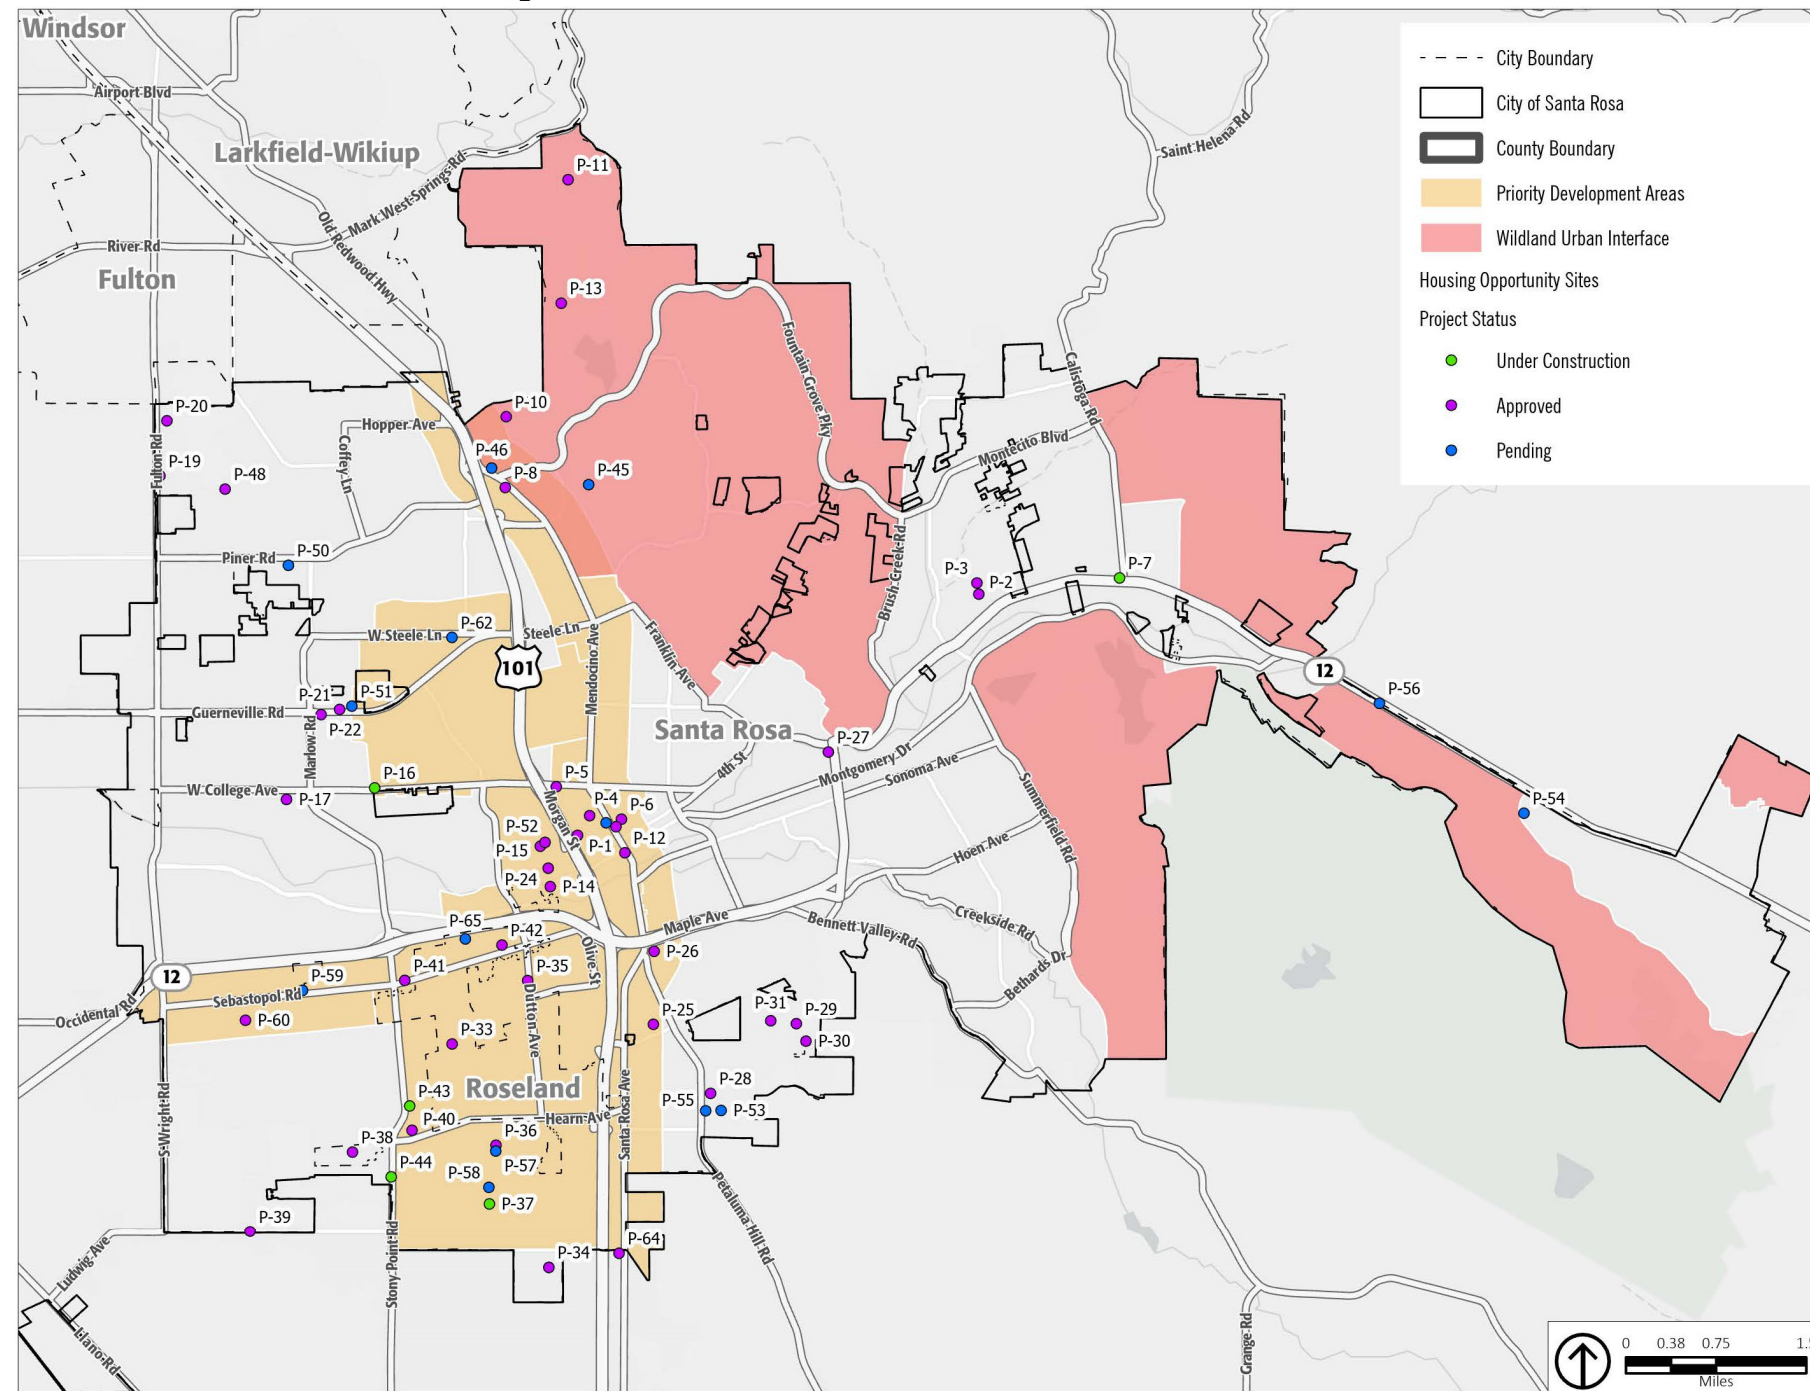 Windsor
Airport Blvd
Larkfield-Wikiup
Mark West Springs Rd
Old Redwood Hwy
River Rd
Fulton
Saint Helena Rd
City Boundary
City of Santa Rosa
County Boundary
Priority Development Areas
Wildland Urban Interface
Housing Opportunity Sites
Project Status
Under Construction
Approved
Pending
P-11
P-13
Fountain Grove Pky
Calistoga Rd
P-20
P-10
Hopper Ave
Coffey Ln
Fulton Rd
P-19
P-48
P-46
P-8
P-45
Montecito Blvd
Brush Creek Rd
Piner Rd
P-50
P-3
P-2
P-7
W Steele Ln
P-62
Steele Ln
101
Mendocino Ave
Franklin Ave
12
P-56
P-21
P-51
Guerneville Rd
P-22
Marlow Rd
Santa Rosa
P-27
4th St
Montgomery Dr
Sonoma Ave
Summerfield Rd
P-16
W College Ave
P-17
P-5
Morgan St
P-4
P-6
P-52
P-15
P-1
P-12
P-24
P-14
Hoen Ave
P-54
P-65
P-42
Maple Ave
Bennett Valley Rd
Creekside Rd
Bethards Dr
Olive St
P-26
12
P-59
P-41
P-35
Sebastopol Rd
Occidental Rd
P-60
P-33
Dutton Ave
P-25
P-31
P-29
P-30
Roseland
P-43
P-28
P-55
P-53
P-40
Hearn Ave
Santa Rosa Ave
S Wright Rd
P-38
P-36
P-44
P-57
P-58
P-37
P-39
Stony Point Rd
P-34
P-64
Petaluma Hill Rd
Ludwig Ave
Llano Rd
Grange Rd
0 0.38 0.75
Miles